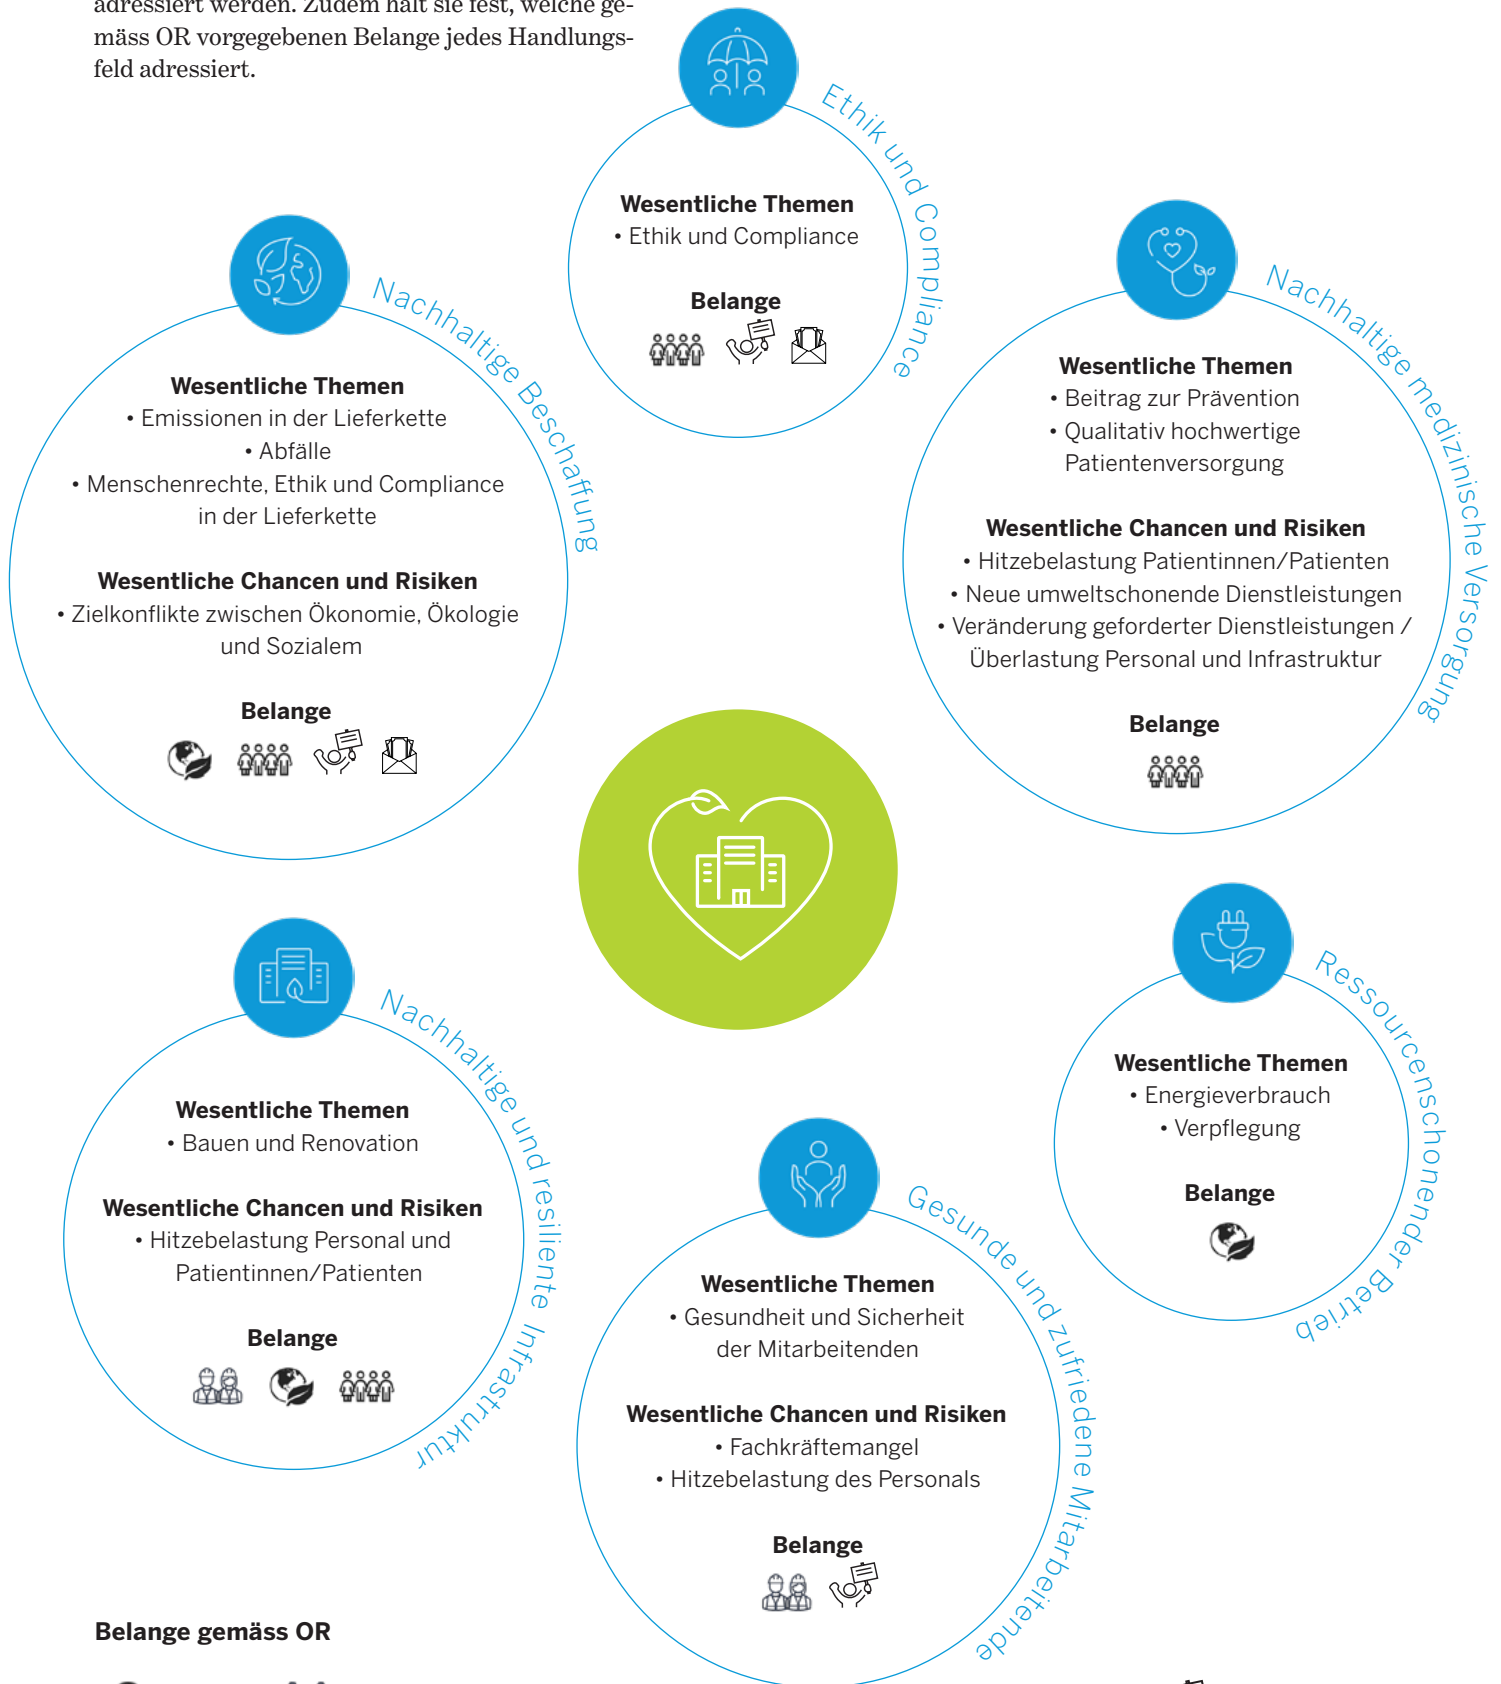 adressiert werden. Zudem hält sie fest, welche ge-
mäss OR vorgegebenen Belange jedes Handlungs-
feld adressiert.
Ethik und Compliance
Wesentliche Themen
• Ethik und Compliance
Belange
Nachhaltige Beschaffung
Wesentliche Themen
• Emissionen in der Lieferkette
• Abfälle
• Menschenrechte, Ethik und Compliance
in der Lieferkette
Wesentliche Chancen und Risiken
• Zielkonflikte zwischen Ökonomie, Ökologie
und Sozialem
Belange
Nachhaltige medizinische Versorgung
Wesentliche Themen
• Beitrag zur Prävention
• Qualitativ hochwertige
Patientenversorgung
Wesentliche Chancen und Risiken
• Hitzebelastung Patientinnen/Patienten
• Neue umweltschonende Dienstleistungen
• Veränderung geforderter Dienstleistungen /
Überlastung Personal und Infrastruktur
Belange
Nachhaltige und resiliente Infrastruktur
Wesentliche Themen
• Bauen und Renovation
Wesentliche Chancen und Risiken
• Hitzebelastung Personal und
Patientinnen/Patienten
Belange
Ressourcenschonender Betrieb
Wesentliche Themen
• Energieverbrauch
• Verpflegung
Belange
Gesunde und zufriedene Mitarbeitende
Wesentliche Themen
• Gesundheit und Sicherheit
der Mitarbeitenden
Wesentliche Chancen und Risiken
• Fachkräftemangel
• Hitzebelastung des Personals
Belange
Belange gemäss OR